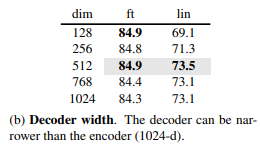 dim ft lin
128 84.9 69.1
256 84.8 71.3
512 84.9 73.5
768 84.4 73.1
1024 84.3 73.1
(b) Decoder width. The decoder can be nar-
rower than the encoder (1024-d).